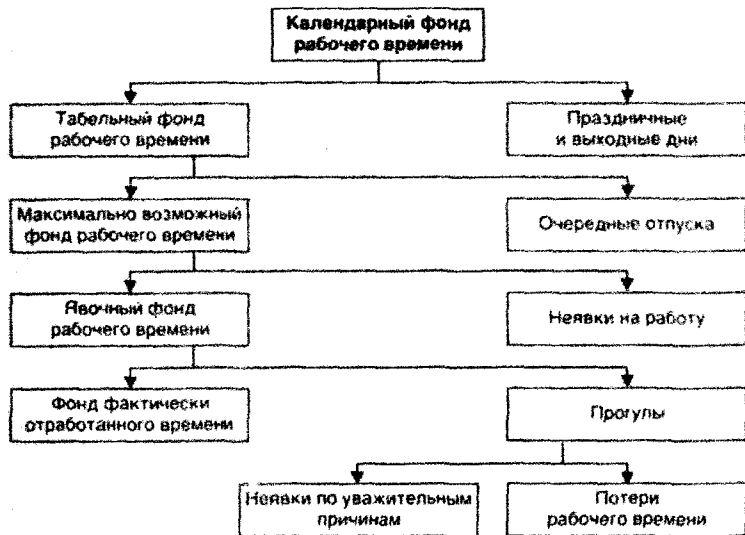 Календарный фонд
рабочего времени
Табельный фонд
рабочего времени
Праздничные
и выходные дни
Максимально возможный
фонд рабочего времени
Очередные отпуска
Явочный фонд
рабочего времени
Неявки на работу
Фонд фактически
отработанного времени
Прогулы
Неявки по уважительным
причинам
Потери
рабочего времени